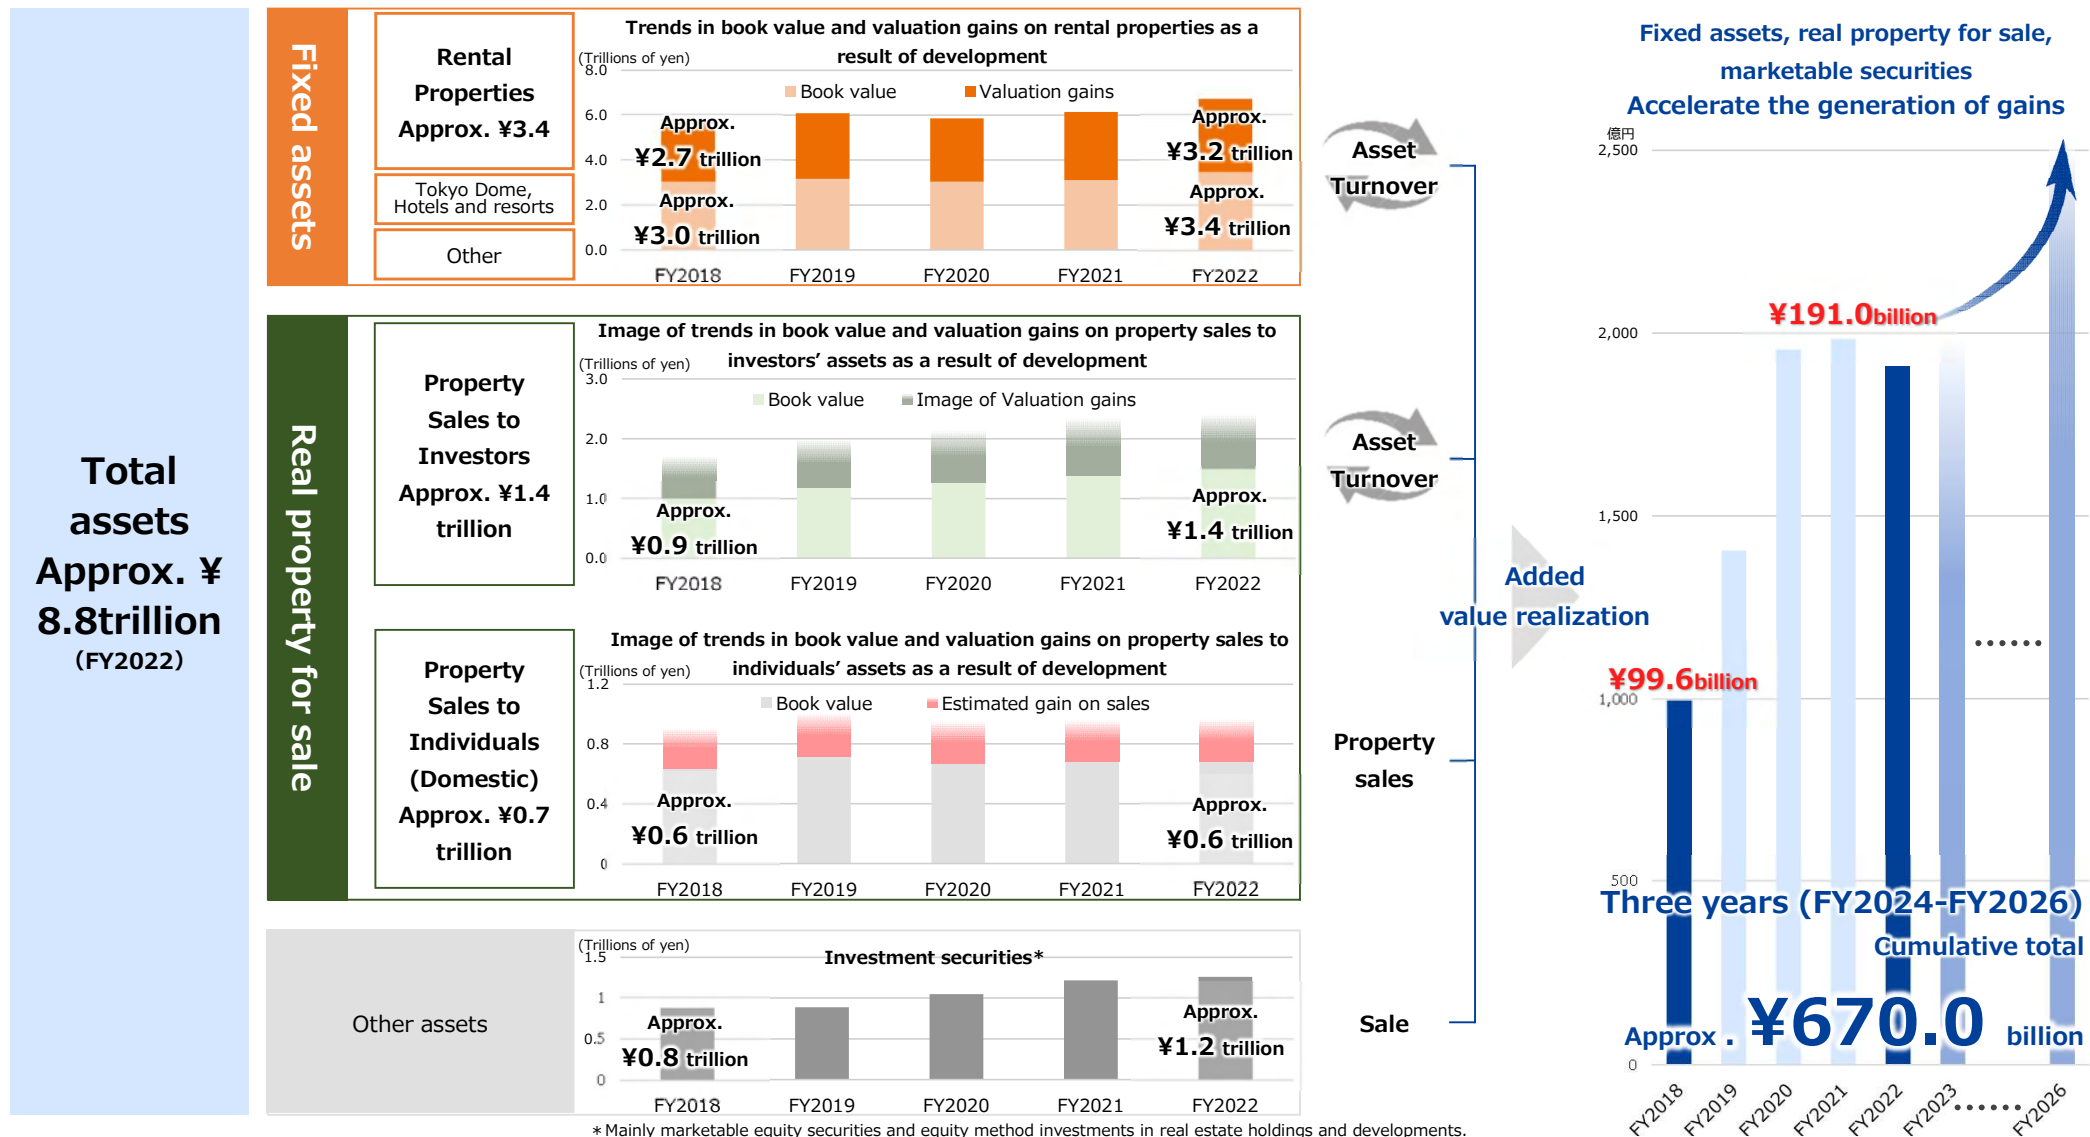 Total
assets
Approx. ¥
8.8trillion
(FY2022)
Fixed assets
Rental
Properties
Approx. ¥3.4
Tokyo Dome,
Hotels and resorts
Other
Trends in book value and valuation gains on rental properties as a
result of development
(Trillions of yen)
Book value
Valuation gains
8.0
6.0
4.0
2.0
0.0
Approx.
¥2.7 trillion
Approx.
¥3.0 trillion
Approx.
¥3.2 trillion
Approx.
¥3.4 trillion
FY2018 FY2019 FY2020 FY2021 FY2022
Asset
Turnover
Real property for sale
Property
Sales to
Investors
Approx. ¥1.4
trillion
Image of trends in book value and valuation gains on property sales to
investors’ assets as a result of development
(Trillions of yen)
Book value
Image of Valuation gains
3.0
2.0
1.0
0.0
Approx.
¥0.9 trillion
Approx.
¥1.4 trillion
FY2018 FY2019 FY2020 FY2021 FY2022
Asset
Turnover
Property
Sales to
Individuals
(Domestic)
Approx. ¥0.7
trillion
Image of trends in book value and valuation gains on property sales to
individuals’ assets as a result of development
(Trillions of yen)
Book value
Estimated gain on sales
1.2
0.8
0.4
0
Approx.
¥0.6 trillion
Approx.
¥0.6 trillion
FY2018 FY2019 FY2020 FY2021 FY2022
Property
sales
Other assets
(Trillions of yen)
Investment securities*
1.5
1
0.5
0
Approx.
¥0.8 trillion
Approx.
¥1.2 trillion
FY2018 FY2019 FY2020 FY2021 FY2022
Sale
*Mainly marketable equity securities and equity method investments in real estate holdings and developments.
Added
value realization
Fixed assets, real property for sale,
marketable securities
Accelerate the generation of gains
億円
2,500
2,000
1,500
1,000
500
0
¥191.0billion
¥99.6billion
......
Three years (FY2024-FY2026)
Cumulative total
Approx . ¥670.0 billion
FY2018 FY2019 FY2020 FY2021 FY2022 FY2023 ...... FY2026